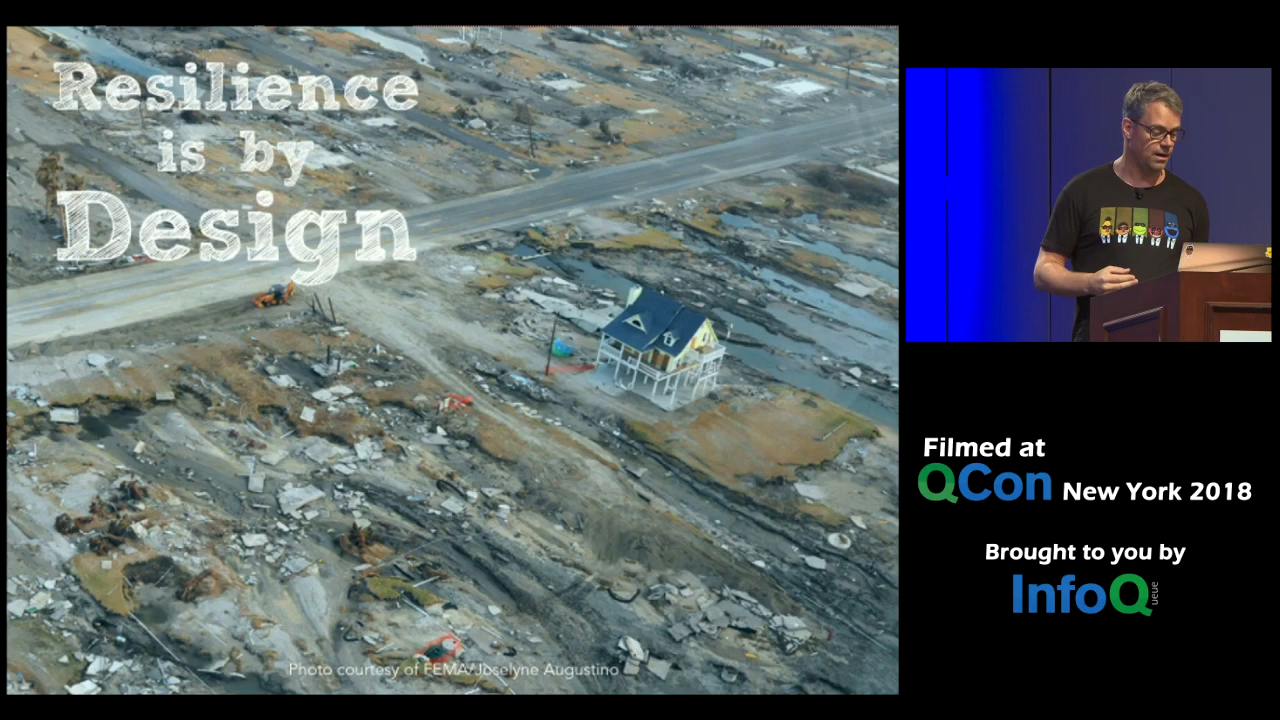 Resilience
is by
Design
Photo courtesy of FEMA/Joselyne Augustino
Filmed at
QCon New York 2018
Brought to you by
InfoQ
ueue